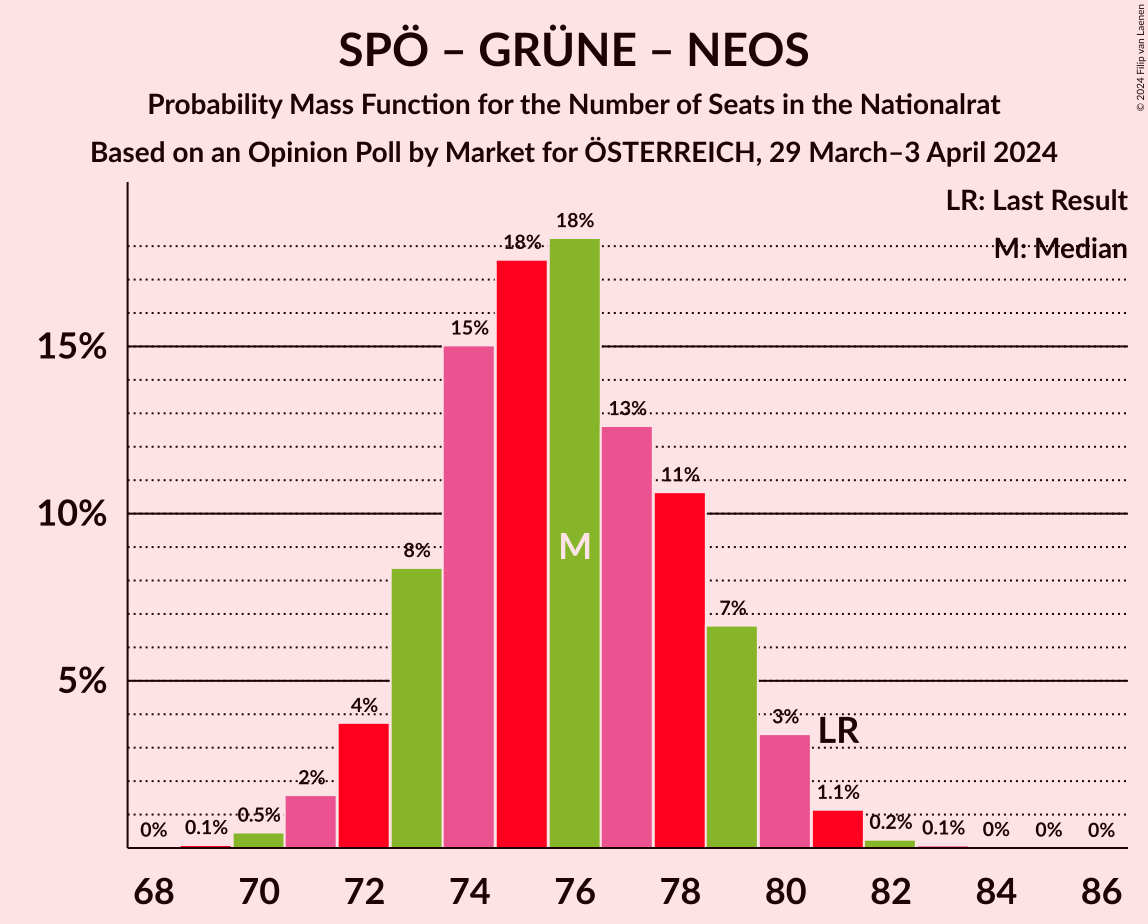 SPÖ – GRÜNE – NEOS
Probability Mass Function for the Number of Seats in the Nationalrat
Based on an Opinion Poll by Market for ÖSTERREICH, 29 March–3 April 2024
© 2024 Filip van Laenen
LR: Last Result
M: Median
15%
10%
5%
0%
0.1%
0.5%
2%
4%
8%
15%
18%
18%
13%
11%
7%
3%
1.1%
0.2%
0.1%
0%
0%
0%
M
LR
68 70 72 74 76 78 80 82 84 86